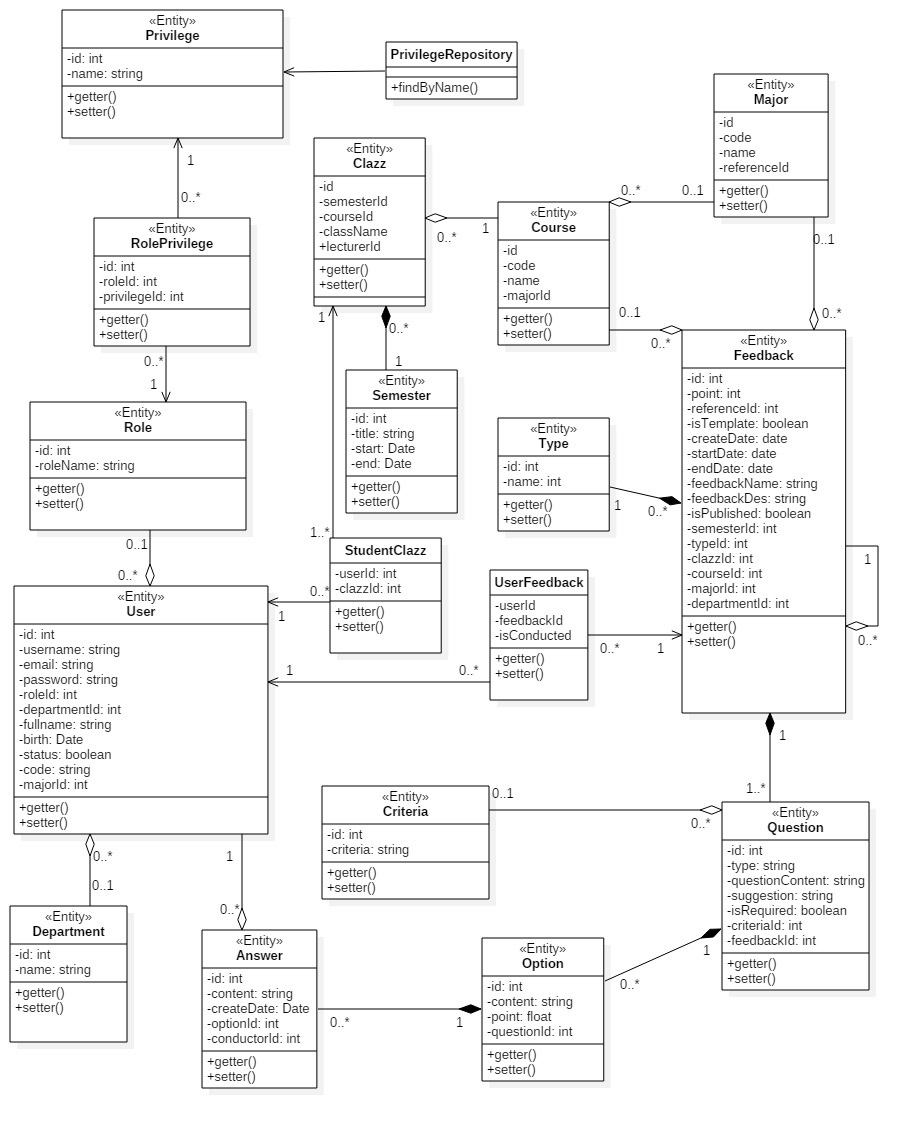 «Entity»
Privilege
-id: int
-name: string
+getter()
+setter()
PrivilegeRepository
+findByName()
«Entity»
Major
-id
-code
-name
-referenceId
+getter()
+setter()
1
0..*
«Entity»
Clazz
-id
-semesterId
-courseId
-className
+lecturerId
+getter()
+setter()
0..*
1
0..*
0..1
«Entity»
Course
-id
-code
-name
-majorId
+getter()
+setter()
0..1
0..*
0..1
0..*
«Entity»
RolePrivilege
-id: int
-roleId: int
-privilegeId: int
+getter()
+setter()
0..*
1
1
0..*
1
«Entity»
Semester
-id: int
-title: string
-start: Date
-end: Date
+getter()
+setter()
«Entity»
Feedback
-id: int
-point: int
-referenceId: int
-isTemplate: boolean
-createDate: date
-startDate: date
-endDate: date
-feedbackName: string
-feedbackDes: string
-isPublished: boolean
-semesterId: int
-typeId: int
-clazzId: int
-courseId: int
-majorId: int
-departmentId: int
+getter()
+setter()
1
0..*
«Entity»
Role
-id: int
-roleName: string
+getter()
+setter()
0..1
0..*
«Entity»
Type
-id: int
-name: int
+getter()
+setter()
1
0..*
1..*
StudentClazz
-userId: int
-clazzId: int
+getter()
+setter()
0..*
1
UserFeedback
-userId
-feedbackId
-isConducted
+getter()
+setter()
0..*
1
1
0..*
«Entity»
User
-id: int
-username: string
-email: string
-password: string
-roleId: int
-departmentId: int
-fullname: string
-birth: Date
-status: boolean
-code: string
-majorId: int
+getter()
+setter()
1
1..*
«Entity»
Criteria
-id: int
-criteria: string
+getter()
+setter()
0..1
0..*
«Entity»
Question
-id: int
-type: string
-questionContent: string
-suggestion: string
-isRequired: boolean
-criteriaId: int
-feedbackId: int
+getter()
+setter()
0..*
0..1
1
0..*
«Entity»
Department
-id: int
-name: string
+getter()
+setter()
«Entity»
Answer
-id: int
-content: string
-createDate: Date
-optionId: int
-conductorId: int
+getter()
+setter()
0..*
1
«Entity»
Option
-id: int
-content: string
-point: float
-questionId: int
+getter()
+setter()
1
0..*